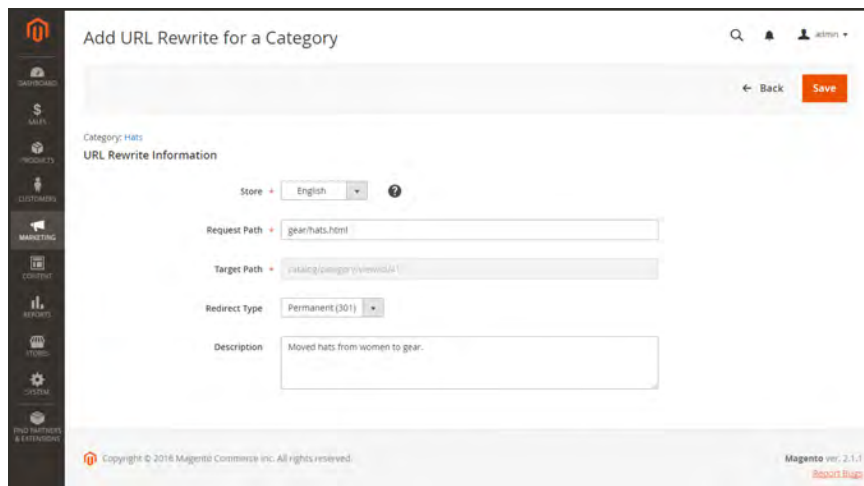 Add URL Rewrite for a Category
admin
DASHBOARD
← Back
Save
SALES
Category: Hats
URL Rewrite Information
PRODUCTS
Store * English
CUSTOMERS
Request Path * gear/hats.html
MARKETING
Target Path *
CONTENT
Redirect Type Permanent (301)
REPORTS
Description Moved hats from women to gear.
STORES
SYSTEM
FIND PARTNERS
& EXTENSIONS
Copyright © 2016 Magento Commerce Inc. All rights reserved.
Magento ver. 2.1.1
Report Bugs